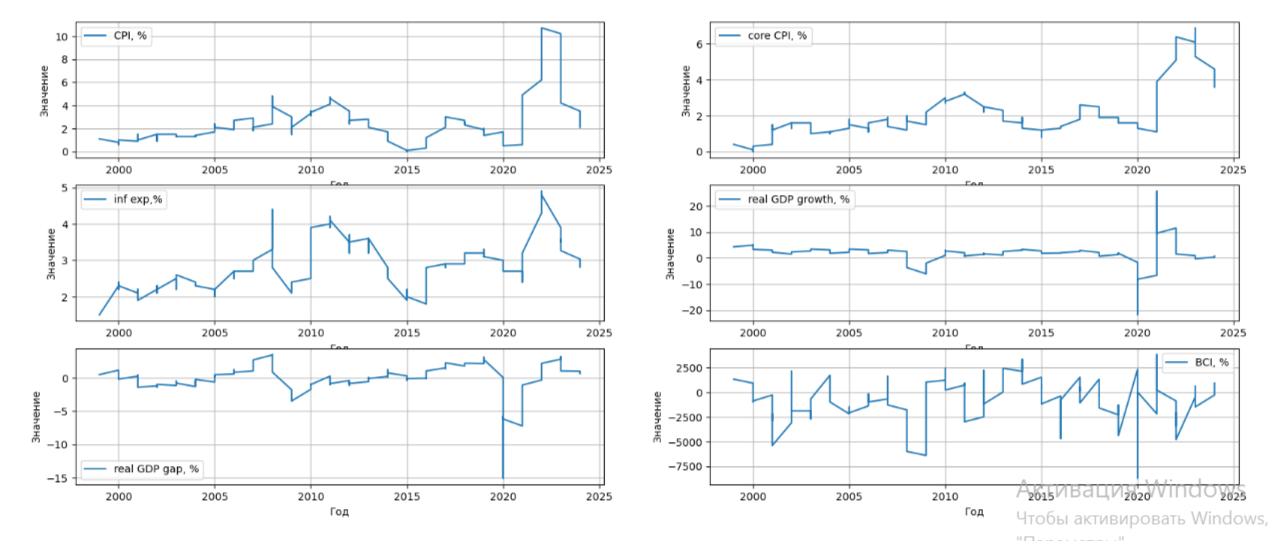 CPI, %
Значение
10
8
6
4
2
0
2000 2005 2010 2015 2020 2025
Год
core CPI, %
Значение
6
4
2
0
2000 2005 2010 2015 2020 2025
Год
inf exp,%
Значение
5
4
3
2
2000 2005 2010 2015 2020 2025
Год
real GDP growth, %
Значение
20
10
0
−10
−20
2000 2005 2010 2015 2020 2025
real GDP gap, %
Значение
0
−5
−10
−15
2000 2005 2010 2015 2020 2025
Год
BCI, %
Значение
2500
0
−2500
−5000
−7500
2000 2005 2010 2015 2020 2025
Год
Активация Windows
Чтобы активировать Windows,